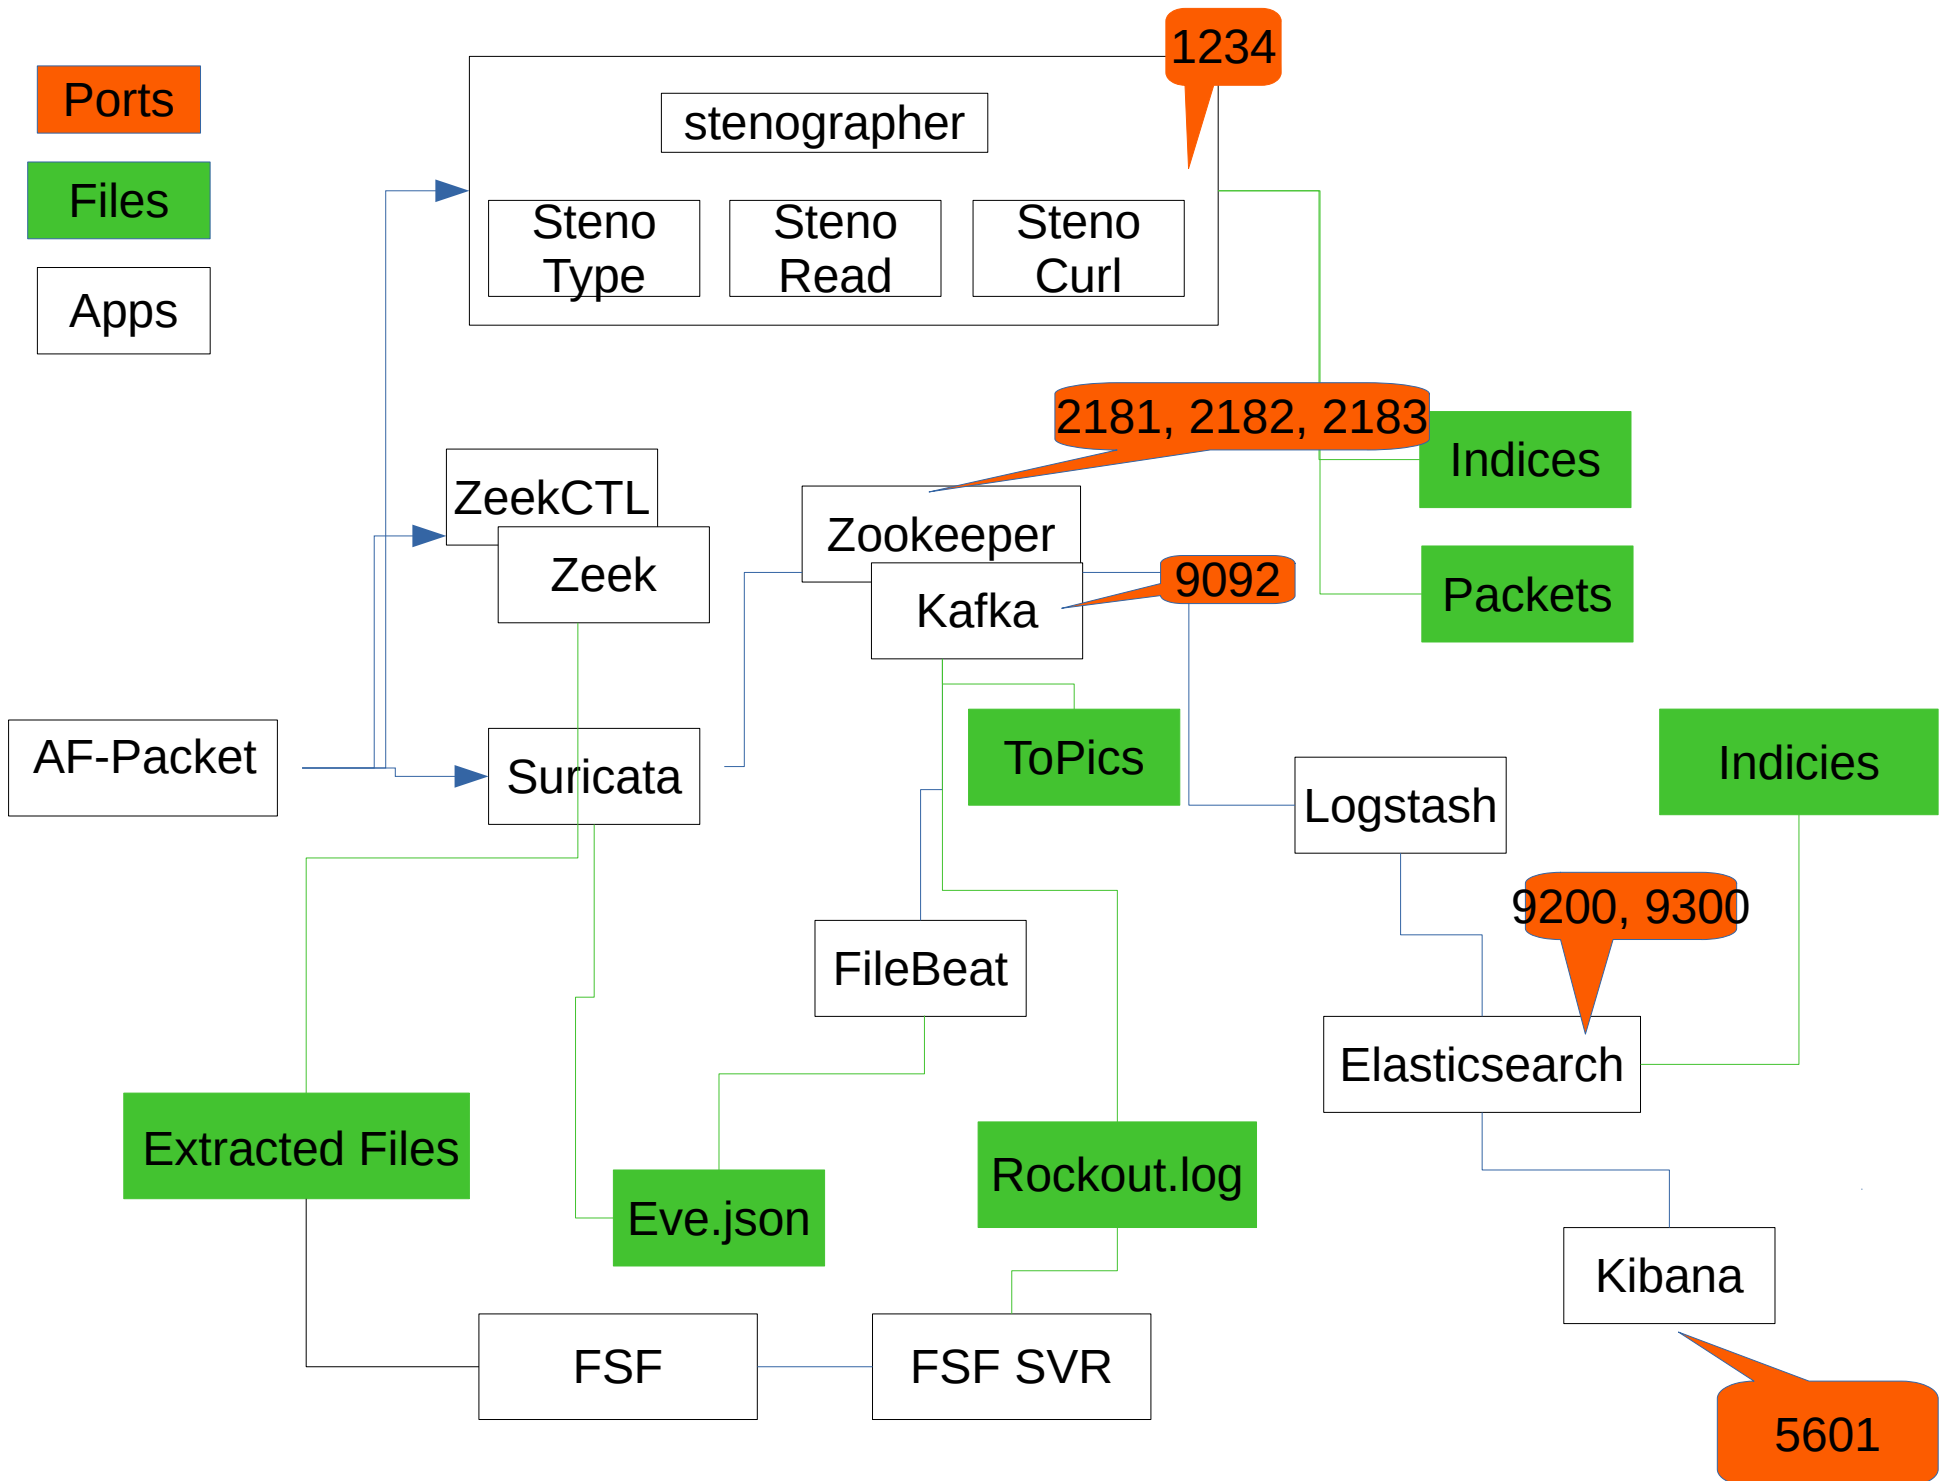 Ports
Files
Apps
1234
stenographer
Steno
Type
Steno
Read
Steno
Curl
2181, 2182, 2183
Indices
ZeekCTL
Zeek
Zookeeper
Kafka
9092
Packets
AF-Packet
Suricata
ToPics
Logstash
Indicies
9200, 9300
FileBeat
Elasticsearch
Extracted Files
Eve.json
Rockout.log
Kibana
FSF
FSF SVR
5601